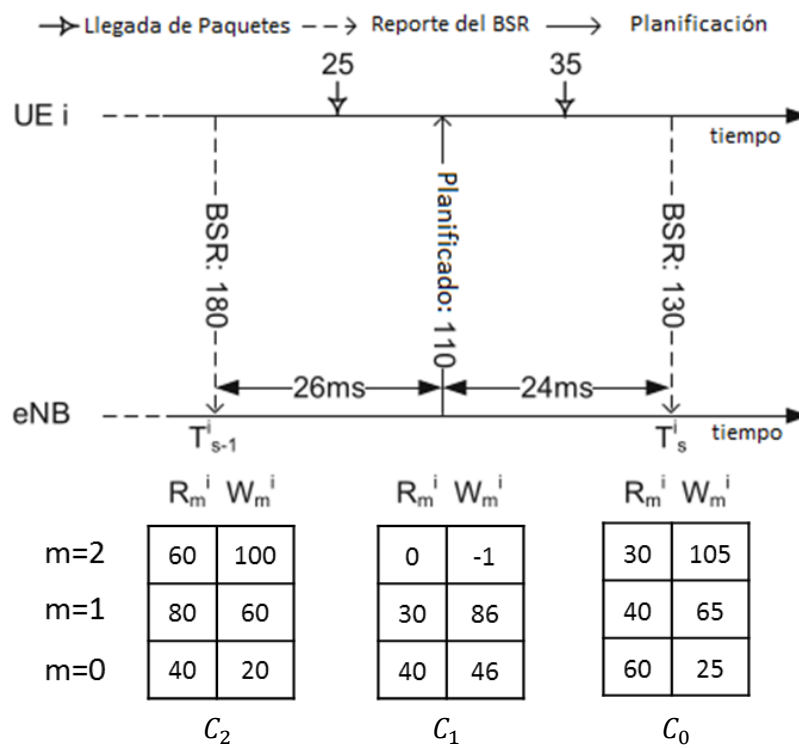 Llegada de Paquetes Reporte del BSR Planificación
25 35
UE i
tiempo
BSR: 180
Planificado: 110
BSR: 130
26ms 24ms
eNB
T^i_{s-1} T^i_s tiempo
R_m^i W_m^i R_m^i W_m^i R_m^i W_m^i
m=2 60 100 0 -1 30 105
m=1 80 60 30 86 40 65
m=0 40 20 40 46 60 25
C_2 C_1 C_0